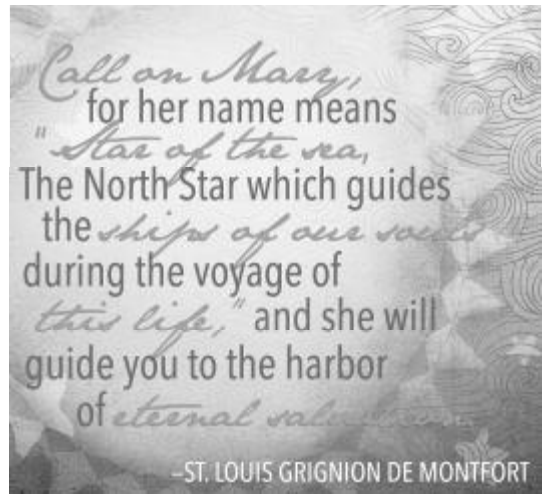 Call on Mary,
for her name means
"Star of the sea,
The North Star which guides
the ships of our souls
during the voyage of
this life," and she will
guide you to the harbor
of eternal salvation.
–ST. LOUIS GRIGNION DE MONTFORT